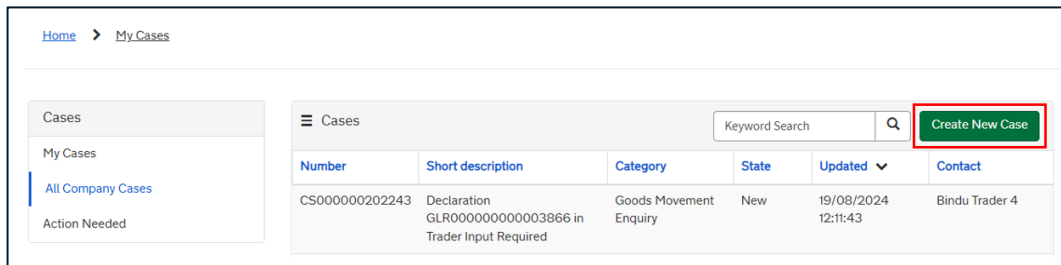 Home > My Cases
Cases
My Cases
All Company Cases
Action Needed
Cases
Keyword Search
Create New Case
Number Short description Category State Updated Contact
CS000000202243 Declaration Goods Movement New 19/08/2024 Bindu Trader 4
GLR000000000003866 in Enquiry 12:11:43
Trader Input Required